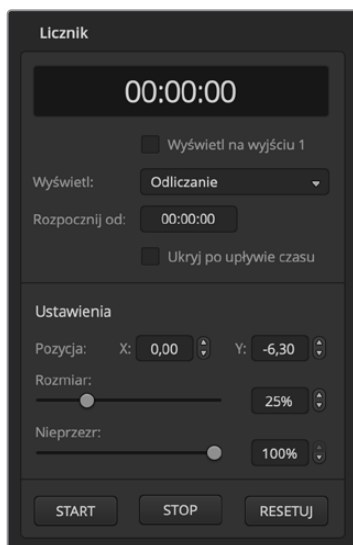 Licznik
00:00:00
Wyświetl na wyjściu 1
Wyświetl: Odliczanie
Rozpocznij od: 00:00:00
Ukryj po upływie czasu
Ustawienia
Pozycja: X: 0,00 Y: -6,30
Rozmiar:
25%
Nieprzezr:
100%
START STOP RESETUJ